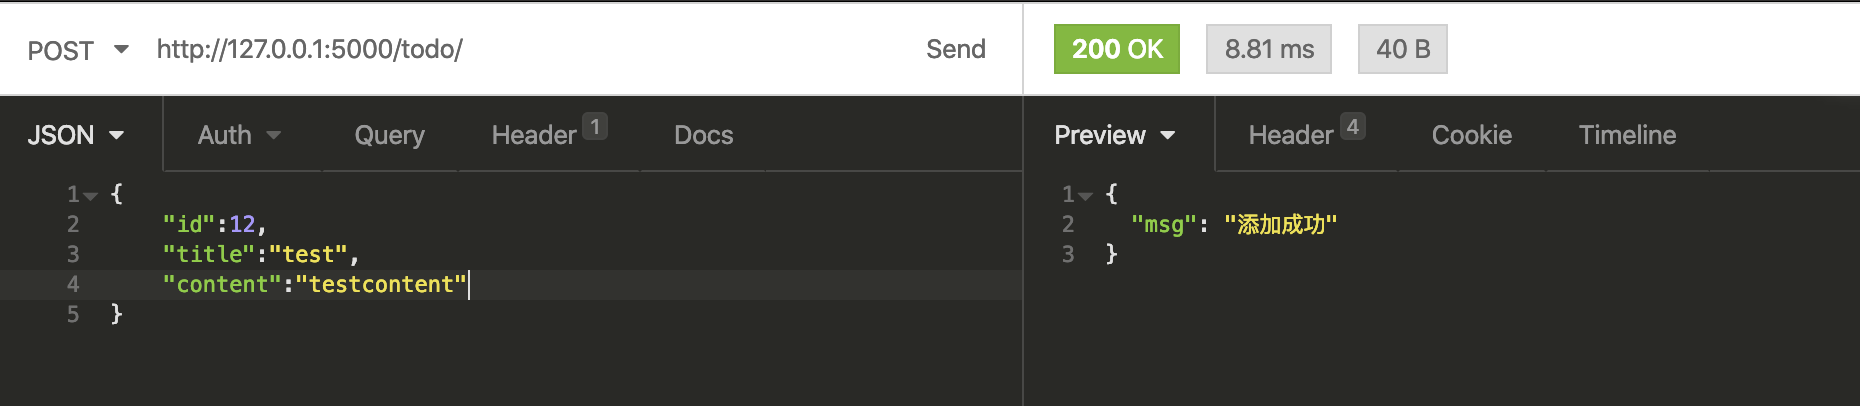 POST http://127.0.0.1:5000/todo/ Send
200 OK 8.81 ms 40 B
JSON Auth Query Header 1 Docs
1 {
2 "id":12,
3 "title":"test",
4 "content":"testcontent"
5 }
Preview Header 4 Cookie Timeline
1 {
2 "msg": "添加成功"
3 }